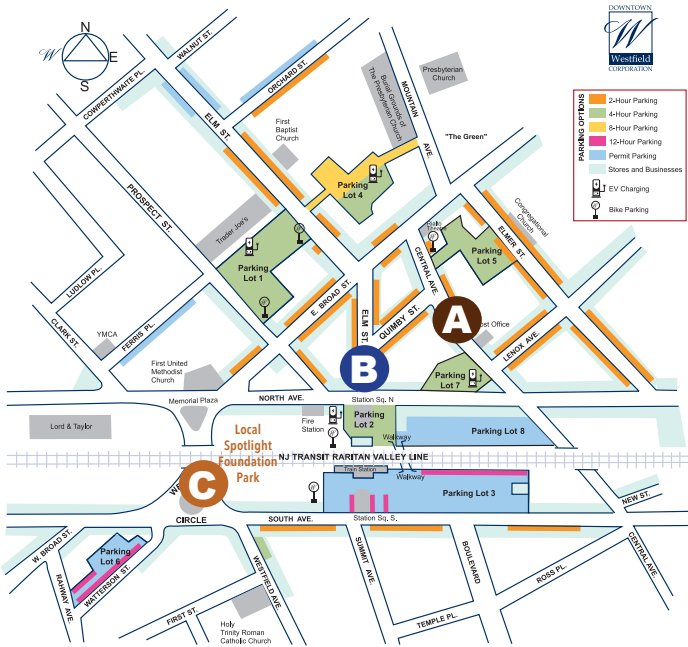 N
W
E
S
DOWNTOWN
W
Westfield
CORPORATION
PARKING OPTIONS
2-Hour Parking
4-Hour Parking
8-Hour Parking
12-Hour Parking
Permit Parking
Stores and Businesses
EV Charging
Bike Parking
WALNUT ST.
ORCHARD ST.
COWPERTHWAITE PL.
ELM ST.
First
Baptist
Church
Burial Grounds of
The Presbyterian Church
MOUNTAIN
AVE.
Presbyterian
Church
"The Green"
PROSPECT ST.
Parking
Lot 4
Trader Joe's
Parking
Lot 1
Rialto
Theatre
CENTRAL AVE.
Parking
Lot 5
ELMER ST.
Congregational
Church
LUDLOW PL.
CLARK ST.
YMCA
FERRIS PL.
E. BROAD ST.
ELM ST.
QUIMBY ST.
A
ost Office
LENOX AVE.
First United
Methodist
Church
B
Parking
Lot 7
Memorial Plaza
NORTH AVE.
Station Sq. N
Lord & Taylor
Local
Spotlight
Foundation
Park
Fire
Station
Parking
Lot 2
Walkway
Parking Lot 8
NJ TRANSIT RARITAN VALLEY LINE
Train Station
Walkway
C
WA
CIRCLE
Parking Lot 3
NEW ST.
SOUTH AVE.
Station Sq. S.
W. BROAD ST.
Parking
Lot 6
RAHWAY AVE.
WATTERSON ST.
WESTFIELD AVE.
SUMMIT AVE.
BOULEVARD
ROSS PL.
CENTRAL AVE.
FIRST ST.
Holy
Trinity Roman
Catholic Church
TEMPLE PL.